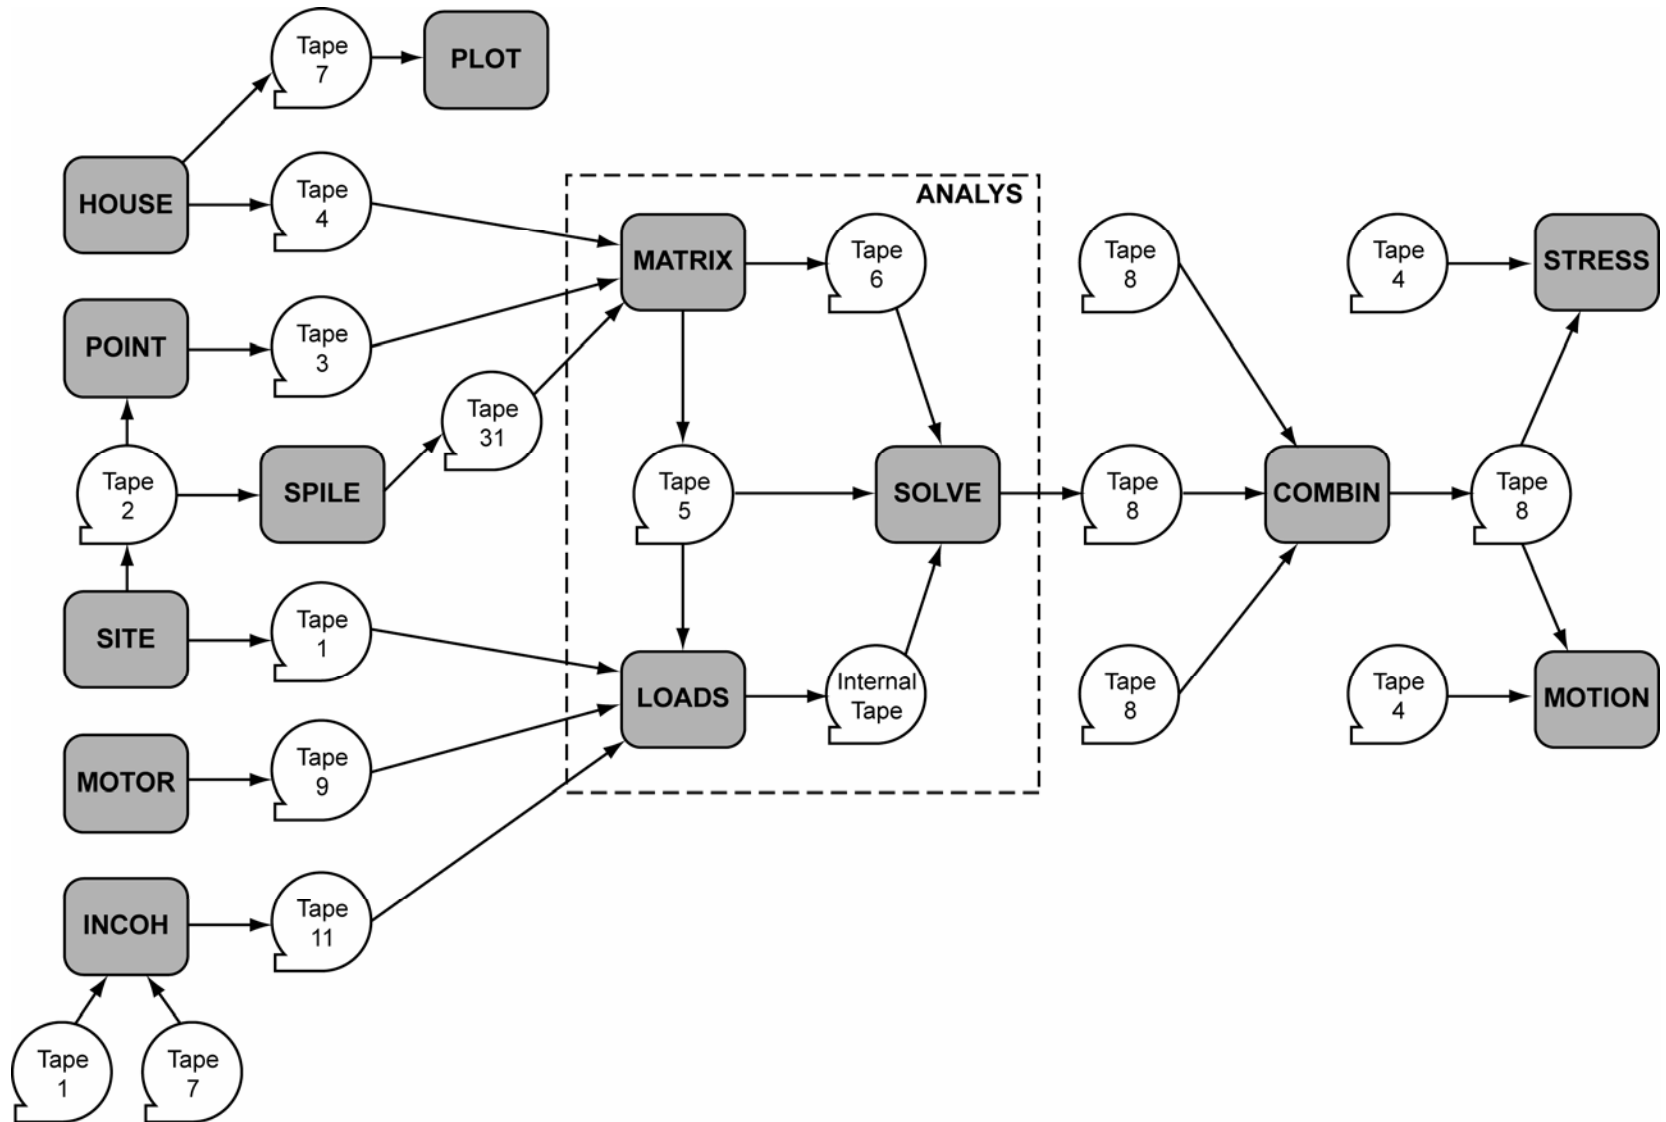 Tape
7
PLOT
HOUSE
Tape
4
ANALYS
MATRIX
Tape
6
Tape
8
Tape
4
STRESS
POINT
Tape
3
Tape
31
Tape
2
SPILE
Tape
5
SOLVE
Tape
8
COMBIN
Tape
8
SITE
Tape
1
LOADS
Internal
Tape
Tape
8
Tape
4
MOTION
MOTOR
Tape
9
INCOH
Tape
11
Tape
1
Tape
7